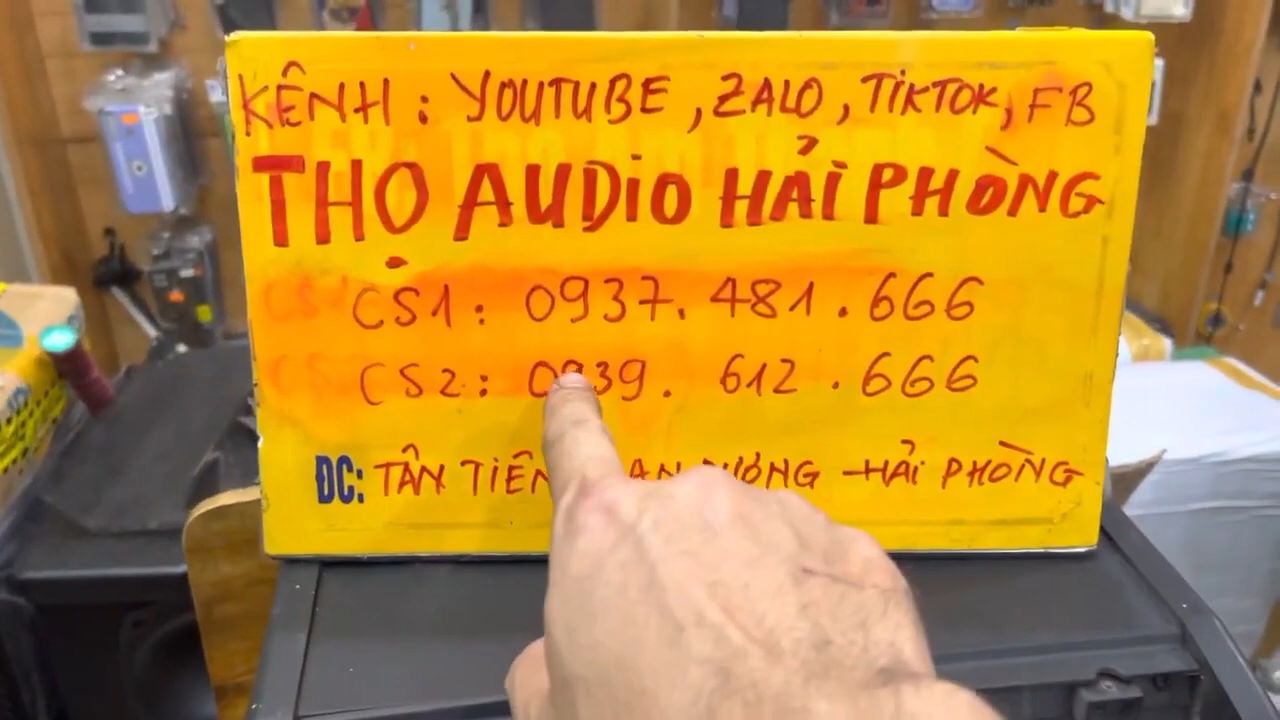 KÊNH: YOUTUBE, ZALO, TikTOK, FB
THỌ AUDiO HẢi PHÒNG
CS1: 0937.481.666
CS2: 0939. 612.666
ĐC: TÂN TIÊN HẢi PHÒNG